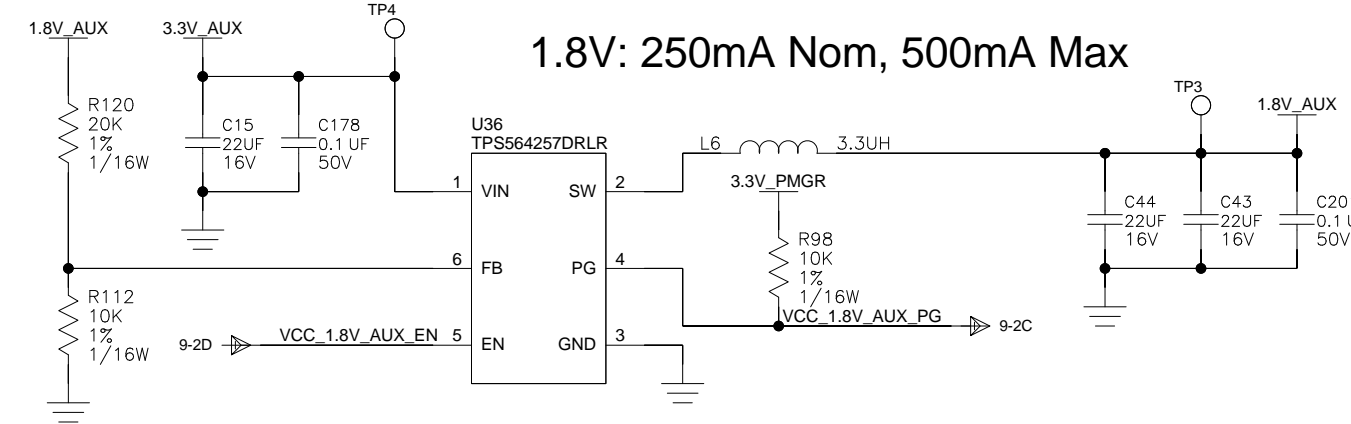 1.8V: 250mA Nom, 500mA Max
1.8V_AUX
3.3V_AUX
TP4
R120
20K
1%
1/16W
C15
22UF
16V
C178
0.1 UF
50V
U36
TPS564257DRLR
1 VIN
SW 2
6 FB
PG 4
5 EN
GND 3
L6
3.3UH
3.3V_PMGR
R98
10K
1%
1/16W
VCC_1.8V_AUX_PG
9-2C
R112
10K
1%
1/16W
9-2D
VCC_1.8V_AUX_EN
TP3
1.8V_AUX
C44
22UF
16V
C43
22UF
16V
C20
0.1
50V